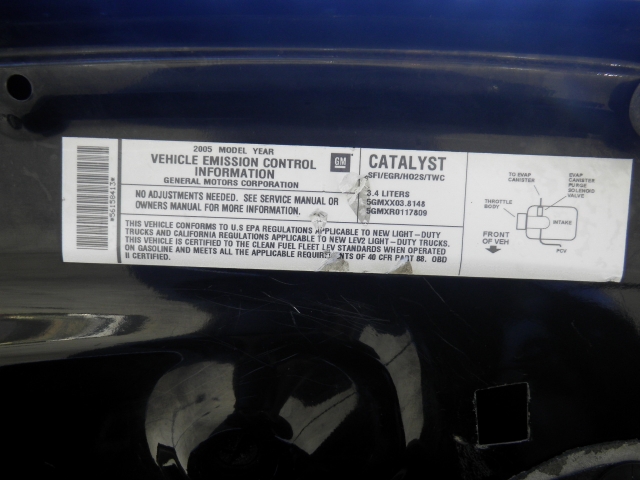 *56150413*
2005 MODEL YEAR
VEHICLE EMISSION CONTROL
INFORMATION
GENERAL MOTORS CORPORATION
GM
NO ADJUSTMENTS NEEDED. SEE SERVICE MANUAL OR
OWNERS MANUAL FOR MORE INFORMATION.
CATALYST
SFI/EGR/HO2S/TWC
3.4 LITERS
5GMXX03.8148
5GMXR0117809
THIS VEHICLE CONFORMS TO U.S EPA REGULATIONS APPLICABLE TO NEW LIGHT-DUTY
TRUCKS AND CALIFORNIA REGULATIONS APPLICABLE TO NEW LEV2 LIGHT-DUTY TRUCKS.
THIS VEHICLE IS CERTIFIED TO THE CLEAN FUEL FLEET LEV STANDARDS WHEN OPERATED
ON GASOLINE AND MEETS ALL THE APPLICABLE REQUIREMENTS OF 40 CFR PART 88. OBD
II CERTIFIED.
TO EVAP
CANISTER
EVAP
CANISTER
PURGE
SOLENOID
VALVE
THROTTLE
BODY
INTAKE
FRONT
OF VEH
PCV